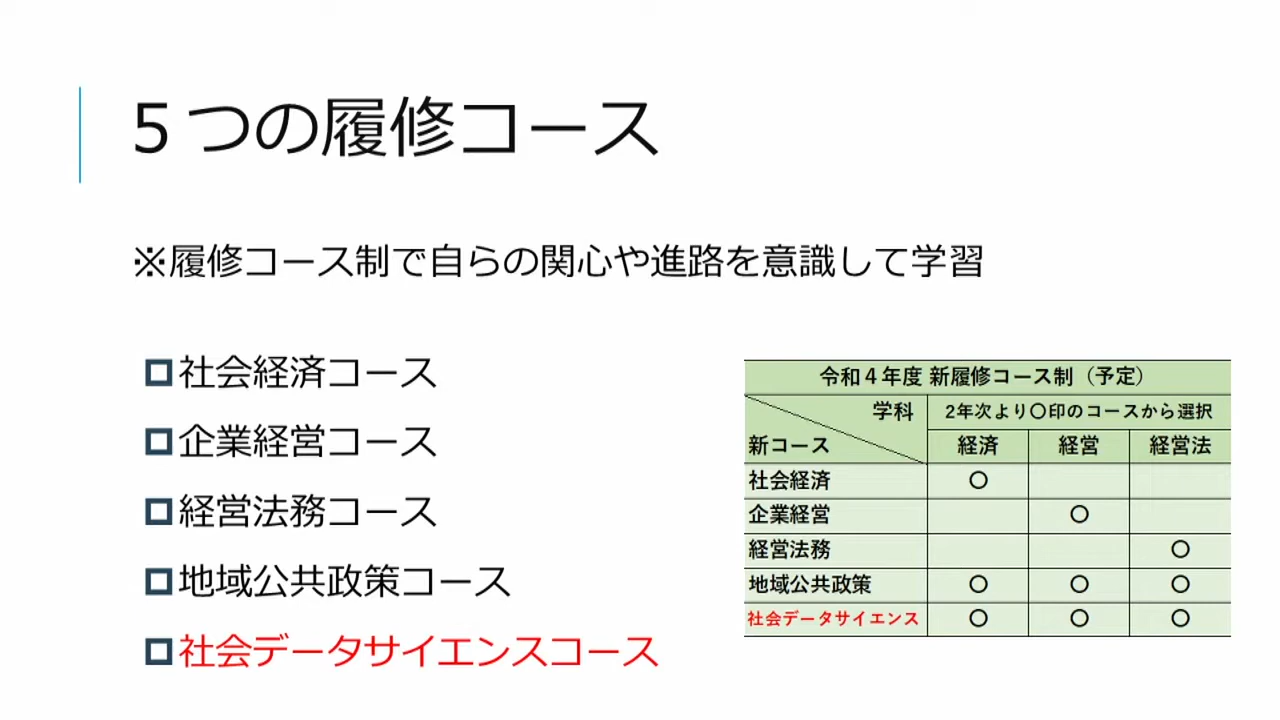 ５つの履修コース
※履修コース制で自らの関心や進路を意識して学習
社会経済コース
企業経営コース
経営法務コース
地域公共政策コース
社会データサイエンスコース
令和４年度 新履修コース制（予定）
学科
2年次より〇印のコースから選択
新コース
経済 経営 経営法
社会経済 〇
企業経営 〇
経営法務 〇
地域公共政策 〇 〇 〇
社会データサイエンス 〇 〇 〇